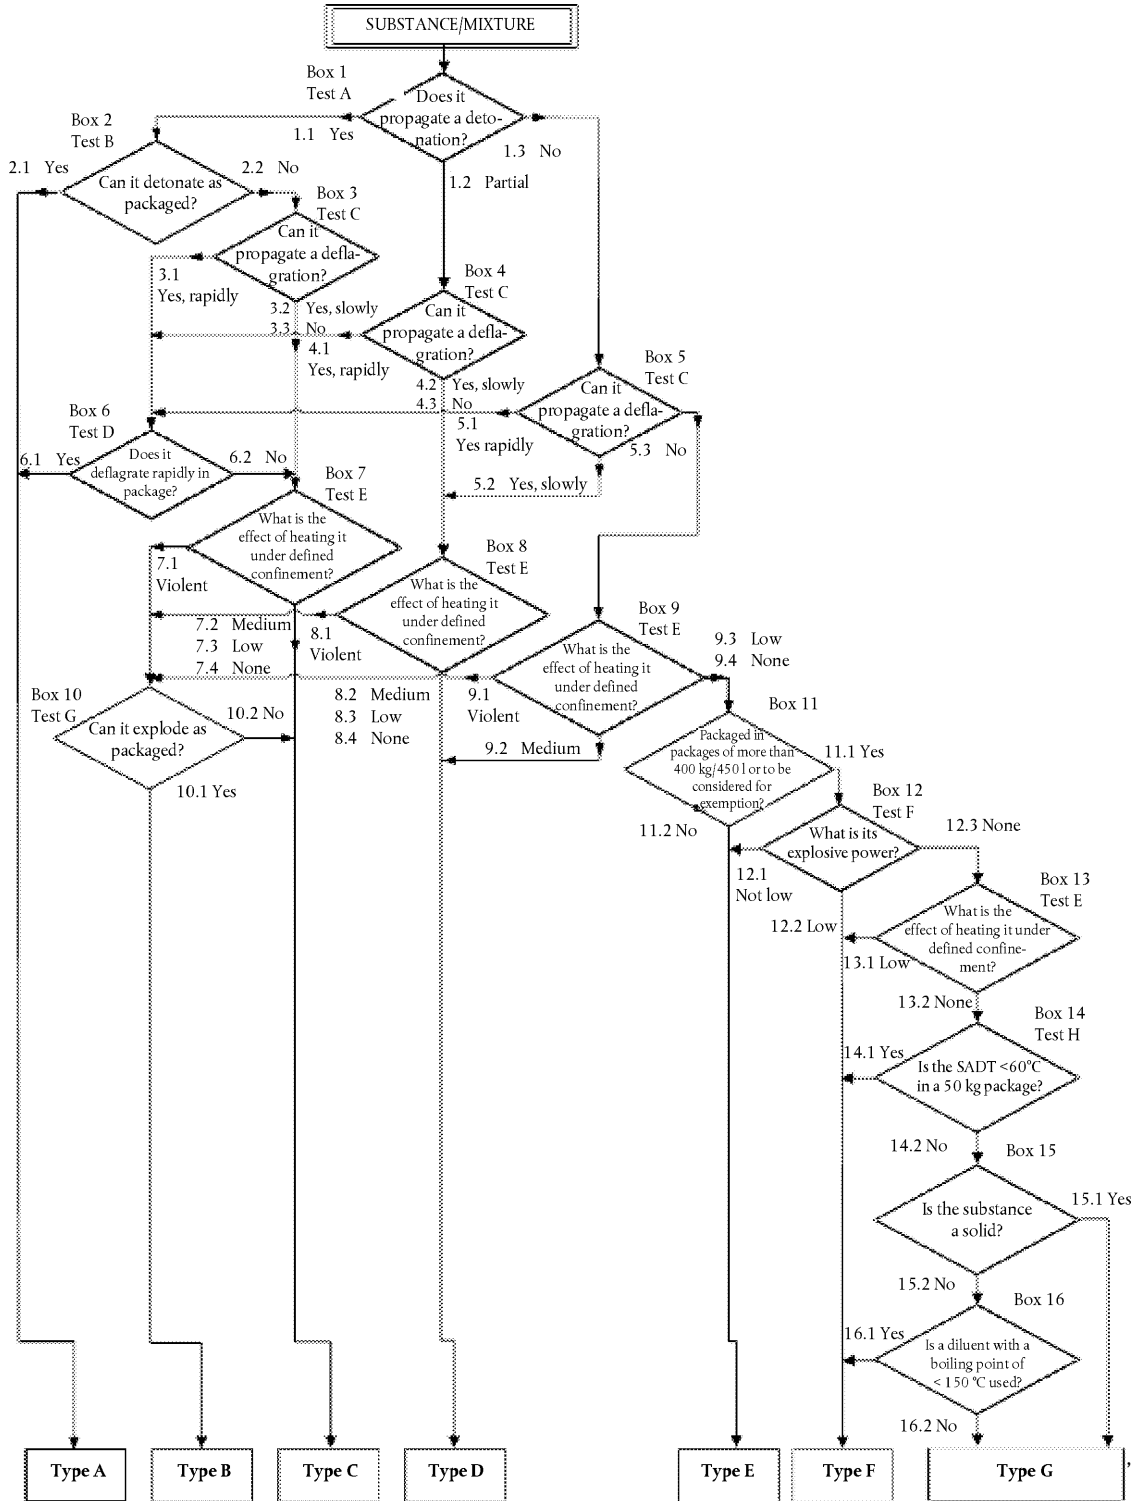 SUBSTANCE/MIXTURE
Box 1
Test A
Does it
propagate a deto-
nation?
1.1 Yes
1.2 Partial
1.3 No
Box 2
Test B
Can it detonate as
packaged?
2.1 Yes
2.2 No
Box 3
Test C
Can it
propagate a defla-
gration?
3.1
Yes, rapidly
3.2 Yes, slowly
3.3 No
Box 4
Test C
Can it
propagate a defla-
gration?
4.1
Yes, rapidly
4.2 Yes, slowly
4.3 No
Box 5
Test C
Can it
propagate a defla-
gration?
5.1
Yes rapidly
5.2 Yes, slowly
5.3 No
Box 6
Test D
Does it
deflagrate rapidly in
package?
6.1 Yes
6.2 No
Box 7
Test E
What is the
effect of heating it
under defined
confinement?
7.1
Violent
7.2 Medium
7.3 Low
7.4 None
Box 8
Test E
What is the
effect of heating it
under defined
confinement?
8.1
Violent
8.2 Medium
8.3 Low
8.4 None
Box 9
Test E
What is the
effect of heating it
under defined
confinement?
9.1
Violent
9.2 Medium
9.3 Low
9.4 None
Box 10
Test G
Can it explode as
packaged?
10.1 Yes
10.2 No
Box 11
Packaged in
packages of more than
400 kg/450 l or to be
considered for
exemption?
11.1 Yes
11.2 No
Box 12
Test F
What is its
explosive power?
12.1
Not low
12.2 Low
12.3 None
Box 13
Test E
What is the
effect of heating it under
defined confine-
ment?
13.1 Low
13.2 None
Box 14
Test H
Is the SADT <60°C
in a 50 kg package?
14.1 Yes
14.2 No
Box 15
Is the substance
a solid?
15.1 Yes
15.2 No
Box 16
Is a diluent with a
boiling point of
< 150 °C used?
16.1 Yes
16.2 No
Type A
Type B
Type C
Type D
Type E
Type F
Type G
,